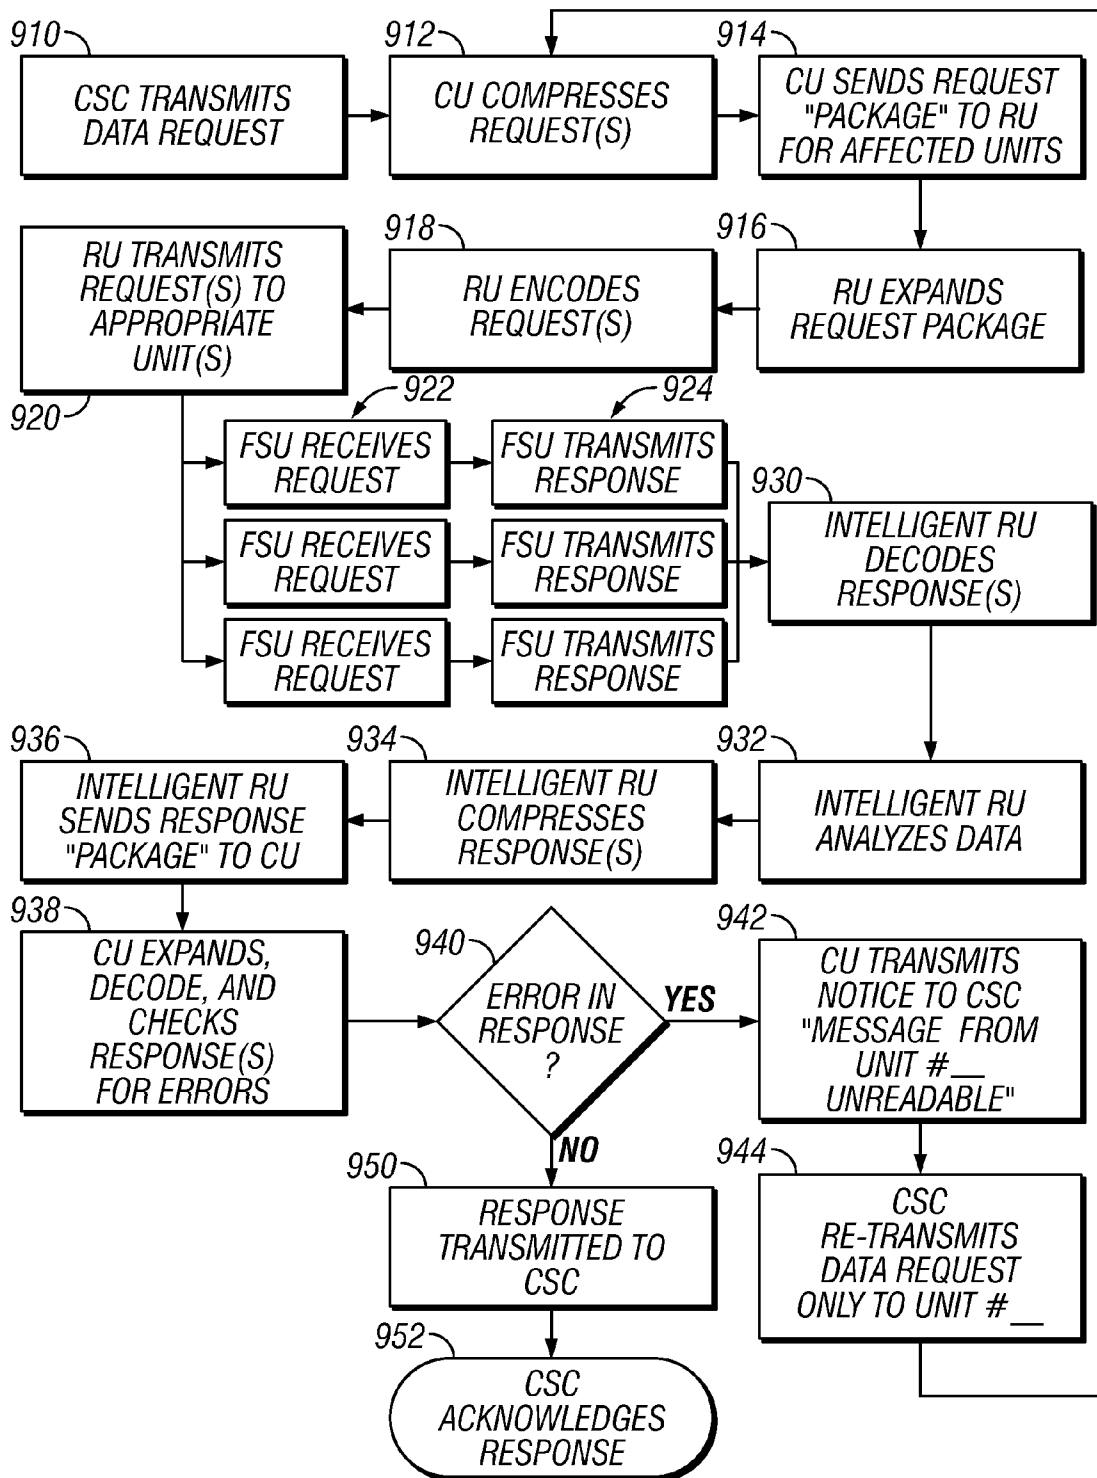 910
CSC TRANSMITS
DATA REQUEST
912
CU COMPRESSES
REQUEST(S)
914
CU SENDS REQUEST
"PACKAGE" TO RU
FOR AFFECTED UNITS
916
RU EXPANDS
REQUEST PACKAGE
918
RU ENCODES
REQUEST(S)
RU TRANSMITS
REQUEST(S) TO
APPROPRIATE
UNIT(S)
920
922
924
FSU RECEIVES
REQUEST
FSU TRANSMITS
RESPONSE
FSU RECEIVES
REQUEST
FSU TRANSMITS
RESPONSE
FSU RECEIVES
REQUEST
FSU TRANSMITS
RESPONSE
930
INTELLIGENT RU
DECODES
RESPONSE(S)
932
INTELLIGENT RU
ANALYZES DATA
934
INTELLIGENT RU
COMPRESSES
RESPONSE(S)
936
INTELLIGENT RU
SENDS RESPONSE
"PACKAGE" TO CU
938
CU EXPANDS,
DECODE, AND
CHECKS
RESPONSE(S)
FOR ERRORS
940
ERROR IN
RESPONSE
?
YES
942
CU TRANSMITS
NOTICE TO CSC
"MESSAGE FROM
UNIT #__
UNREADABLE"
944
CSC
RE-TRANSMITS
DATA REQUEST
ONLY TO UNIT #__
NO
950
RESPONSE
TRANSMITTED TO
CSC
952
CSC
ACKNOWLEDGES
RESPONSE